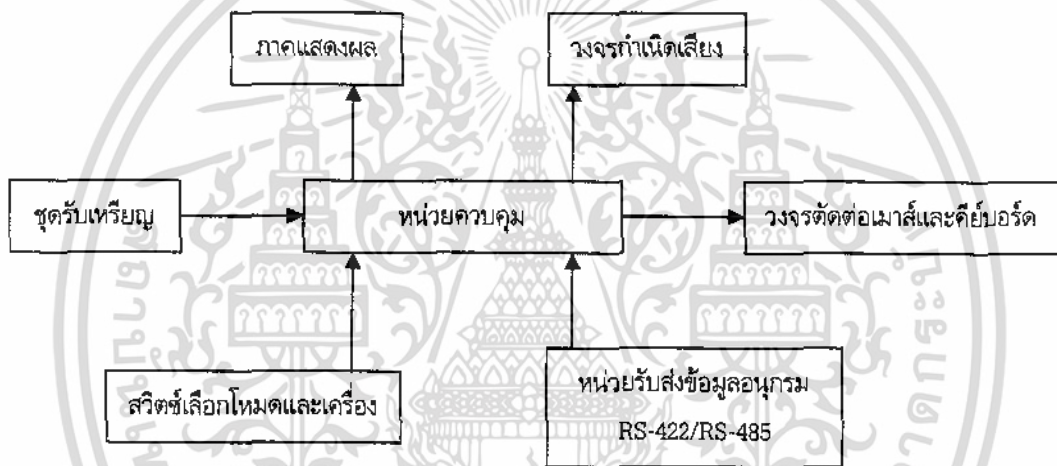 ภาคแสดงผล
วงจรกำเนิดเสียง
ชุดรับเหรียญ
หน่วยควบคุม
วงจรตัดต่อเมาส์และคีย์บอร์ด
สวิตซ์เลือกโหมดและเครื่อง
หน่วยรับส่งข้อมูลอนุกรม
RS-422/RS-485